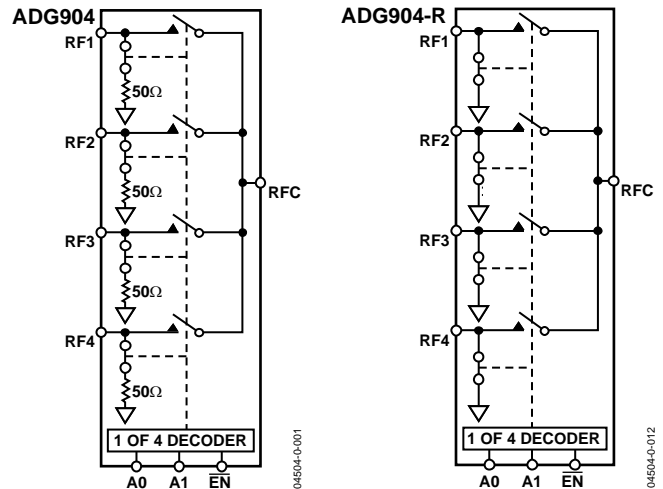 ADG904
RF1
50Ω
RF2
50Ω
RF3
50Ω
RF4
50Ω
RFC
1 OF 4 DECODER
A0 A1 EN
04504-0-001
ADG904-R
RF1
RF2
RF3
RF4
RFC
1 OF 4 DECODER
A0 A1 EN
04504-0-012